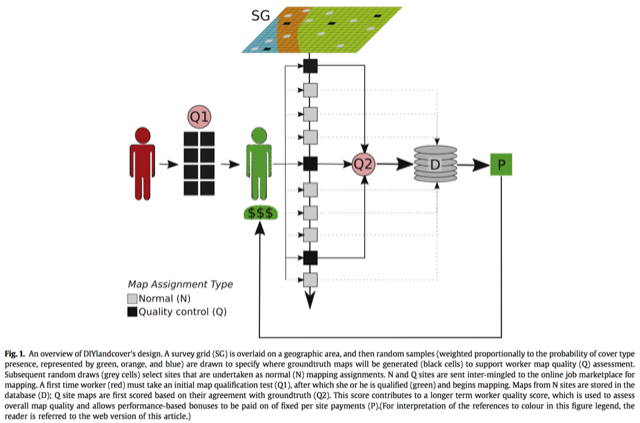 SG
Q1
$$$
Q2
D
P
Map Assignment Type
Normal (N)
Quality control (Q)
Fig. 1. An overview of DIYlandcover's design. A survey grid (SG) is overlaid on a geographic area, and then random samples (weighted proportionally to the probability of cover type
presence, represented by green, orange, and blue) are drawn to specify where groundtruth maps will be generated (black cells) to support worker map quality (Q) assessment.
Subsequent random draws (grey cells) select sites that are undertaken as normal (N) mapping assignments. N and Q sites are sent inter-mingled to the online job marketplace for
mapping. A first time worker (red) must take an initial map qualification test (Q1), after which she or he is qualified (green) and begins mapping. Maps from N sites are stored in the
database (D); Q site maps are first scored based on their agreement with groundtruth (Q2). This score contributes to a longer term worker quality score, which is used to assess
overall map quality and allows performance-based bonuses to be paid on of fixed per site payments (P).(For interpretation of the references to colour in this figure legend, the
reader is referred to the web version of this article.)